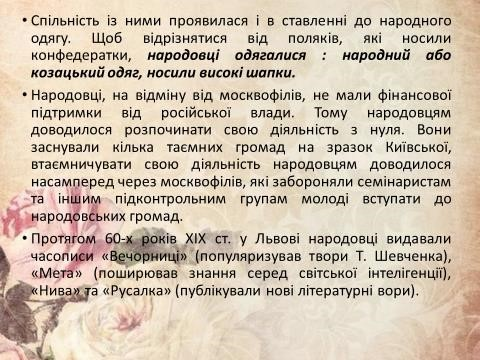 • Спільність із ними проявилася і в ставленні до народного
одягу. Щоб відрізнятися від поляків, які носили
конфедератки, народовці одягалися : народний або
козацький одяг, носили високі шапки.
• Народовці, на відміну від москвофілів, не мали фінансової
підтримки від російської влади. Тому народовцям
доводилося розпочинати свою діяльність з нуля. Вони
заснували кілька таємних громад на зразок Київської,
втаємничувати свою діяльність народовцям доводилося
насамперед через москвофілів, які забороняли семінаристам
та іншим підконтрольним групам молоді вступати до
народовських громад.
• Протягом 60-х років XIX ст. у Львові народовці видавали
часописи «Вечорниці» (популяризував твори Т. Шевченка),
«Мета» (поширював знання серед світської інтелігенції),
«Нива» та «Русалка» (публікували нові літературні вори).